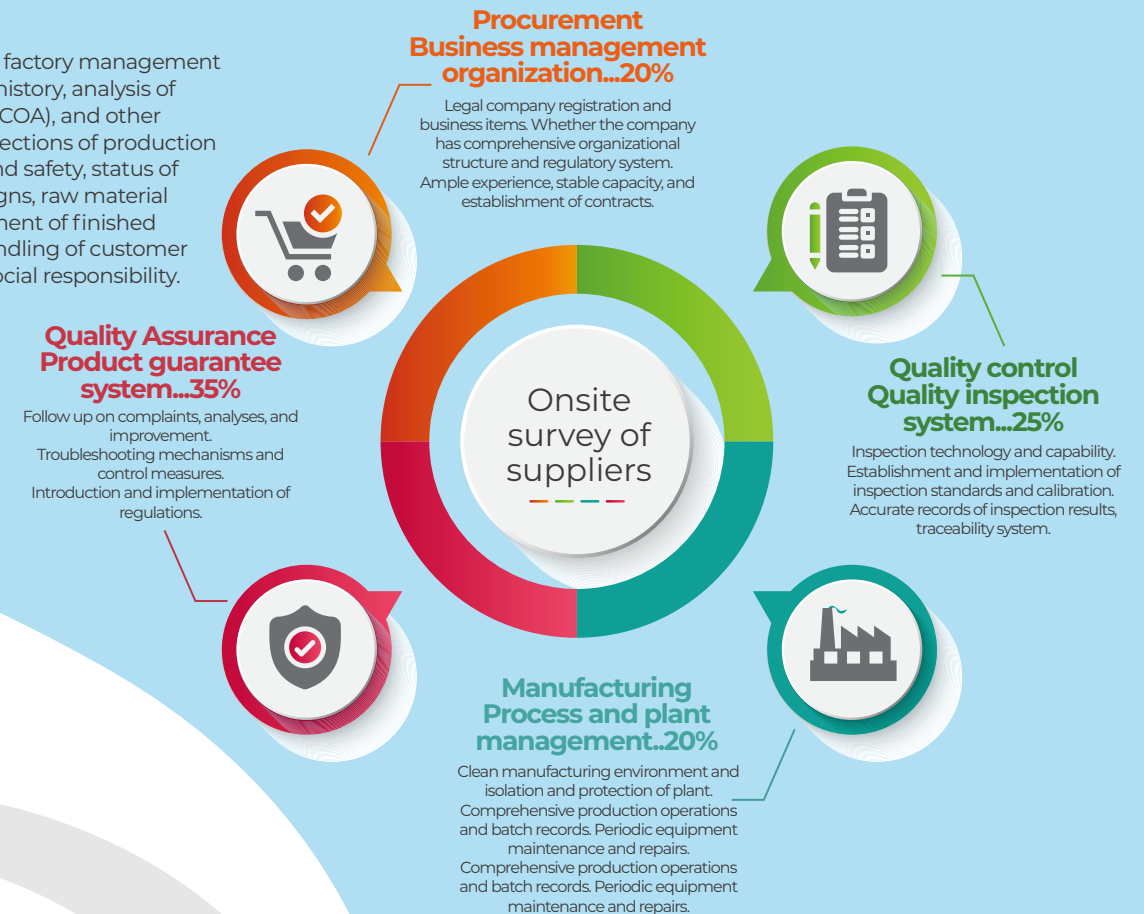 factory management
history, analysis of
COA), and other
ections of production
nd safety, status of
igns, raw material
ment of finished
ndling of customer
ocial responsibility.
Procurement
Business management
organization...20%
Legal company registration and
business items. Whether the company
has comprehensive organizational
structure and regulatory system.
Ample experience, stable capacity, and
establishment of contracts.
Quality Assurance
Product guarantee
system...35%
Follow up on complaints, analyses, and
improvement.
Troubleshooting mechanisms and
control measures.
Introduction and implementation of
regulations.
Onsite
survey of
suppliers
Quality control
Quality inspection
system...25%
Inspection technology and capability.
Establishment and implementation of
inspection standards and calibration.
Accurate records of inspection results,
traceability system.
Manufacturing
Process and plant
management..20%
Clean manufacturing environment and
isolation and protection of plant.
Comprehensive production operations
and batch records. Periodic equipment
maintenance and repairs.
Comprehensive production operations
and batch records. Periodic equipment
maintenance and repairs.